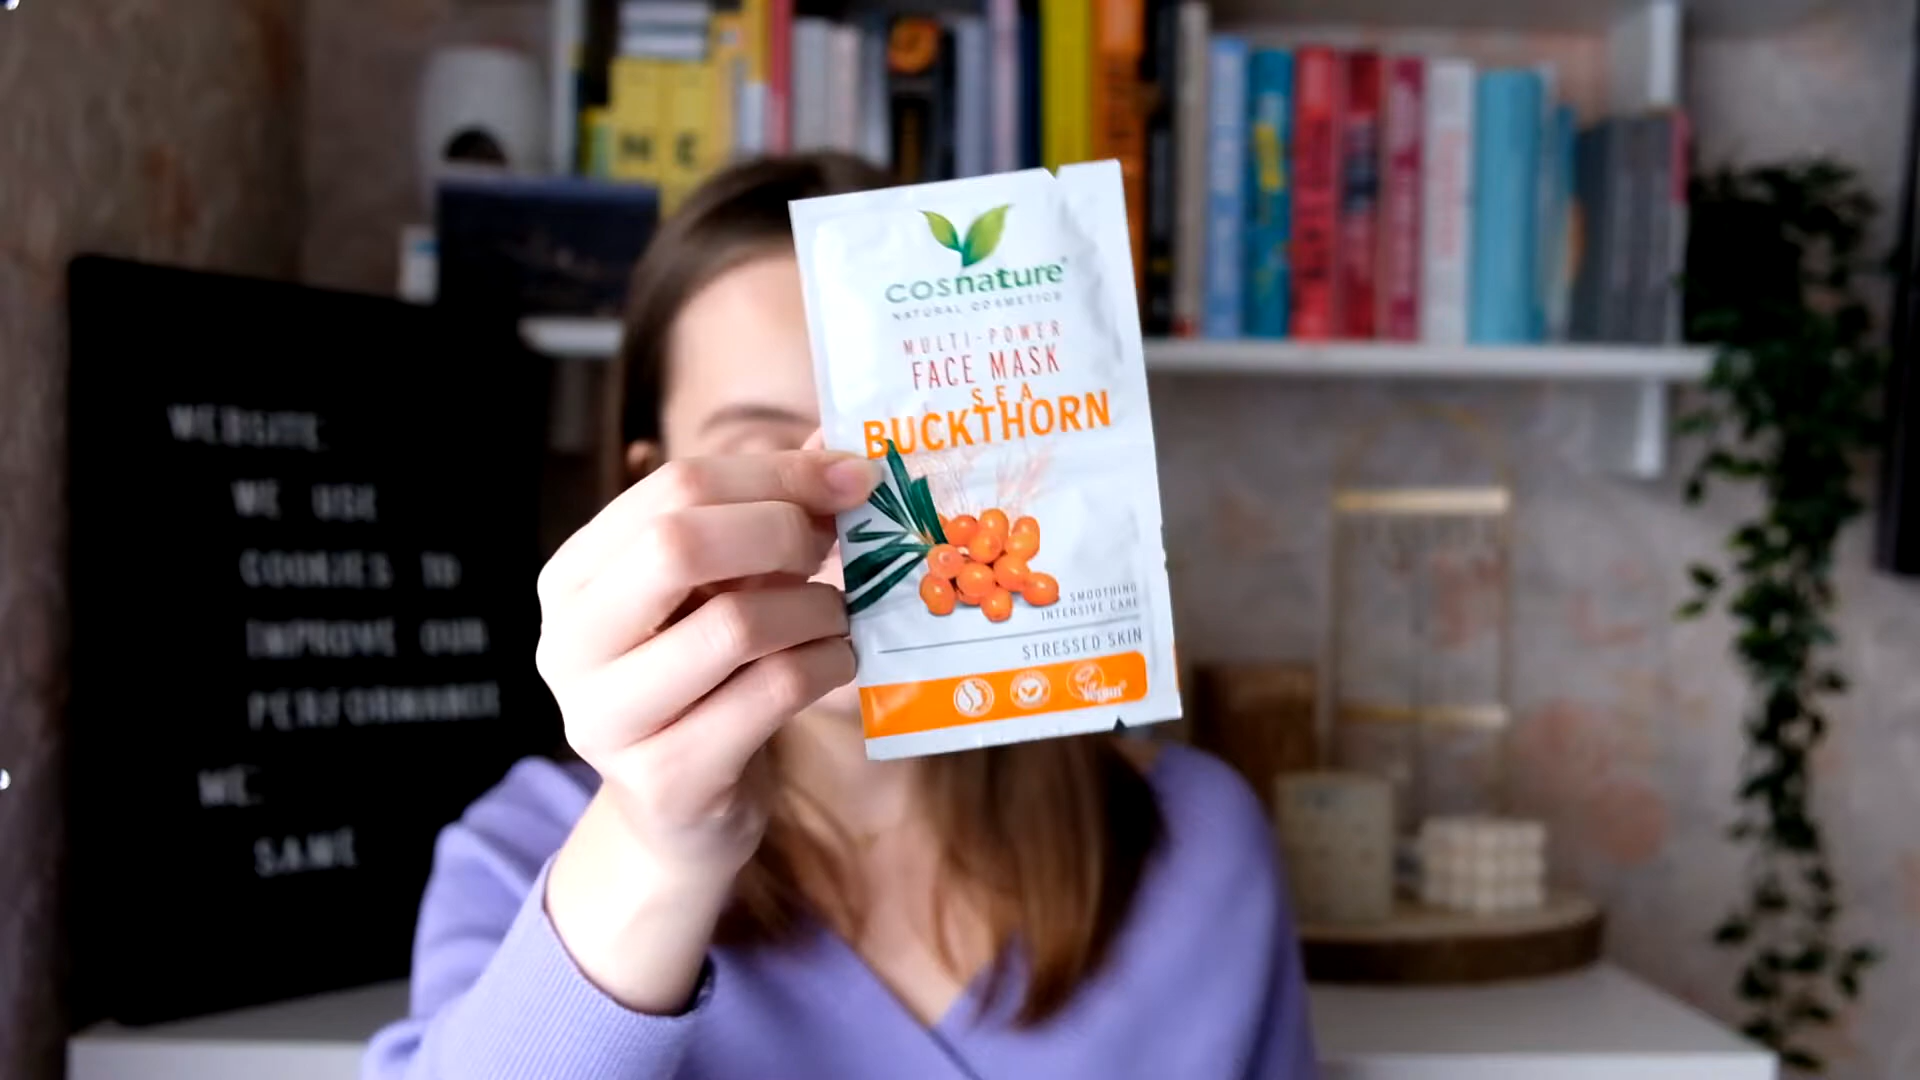 WEBSITE:
WE USE
COOKIES TO
IMPROVE OUR
PERFORMANCE
ME:
SAME
cosnature®
NATURAL COSMETICS
MULTI-POWER
FACE MASK
SEA
BUCKTHORN
SMOOTHING
INTENSIVE CARE
STRESSED SKIN
Vegan